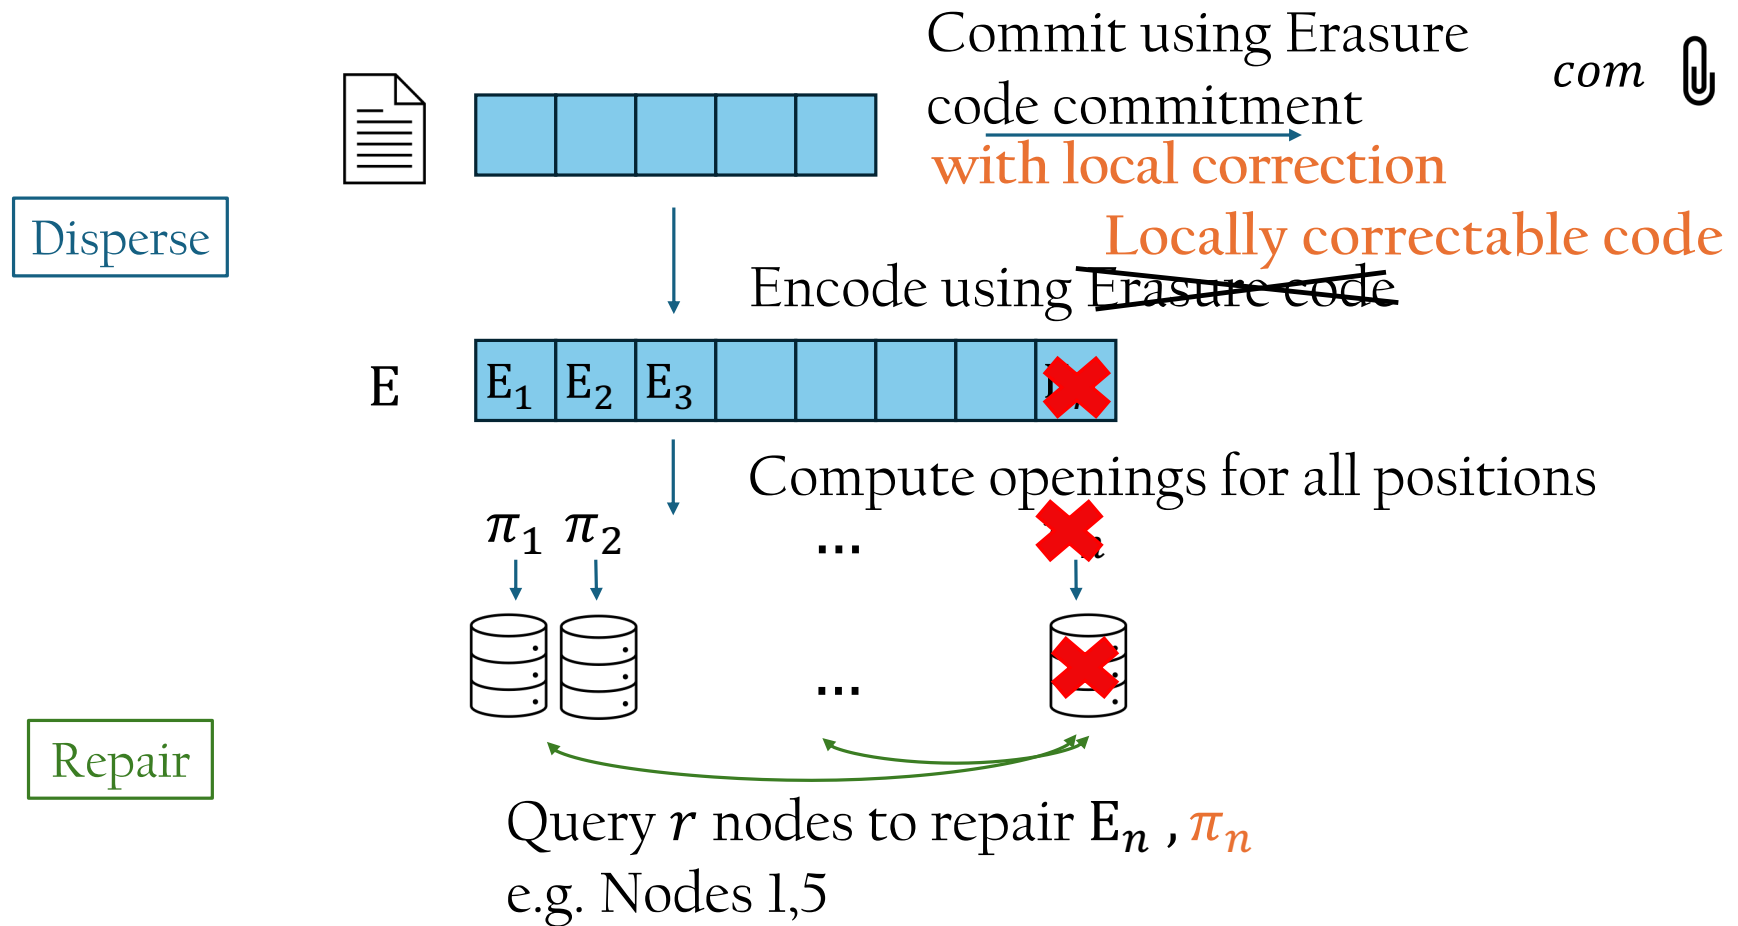 Commit using Erasure
code commitment
com
with local correction
Disperse
Locally correctable code
Encode using Erasure code
E
E₁ E₂ E₃
Compute openings for all positions
π₁ π₂ ...
...
Repair
Query r nodes to repair Eₙ , πₙ
e.g. Nodes 1,5